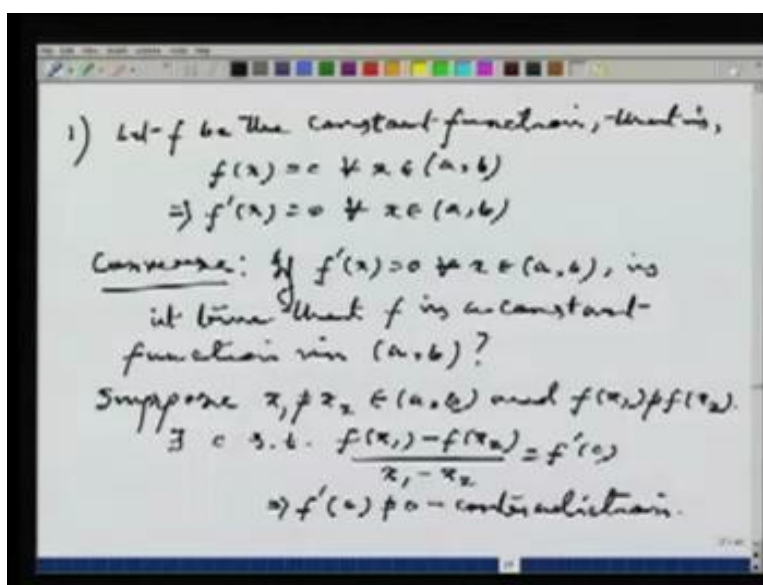 1) Let f be the constant function, that is,
f(x) = c ∀ x ∈ (a, b)
⇒ f'(x) = 0 ∀ x ∈ (a, b)
Converse: If f'(x) = 0 ∀ x ∈ (a, b), is
it true that f is a constant
function in (a, b)?
Suppose x₁ ≠ x₂ ∈ (a, b) and f(x₁) ≠ f(x₂).
∃ c s.t. f(x₁) - f(x₂) / x₁ - x₂ = f'(c)
⇒ f'(c) ≠ 0 - contradiction.